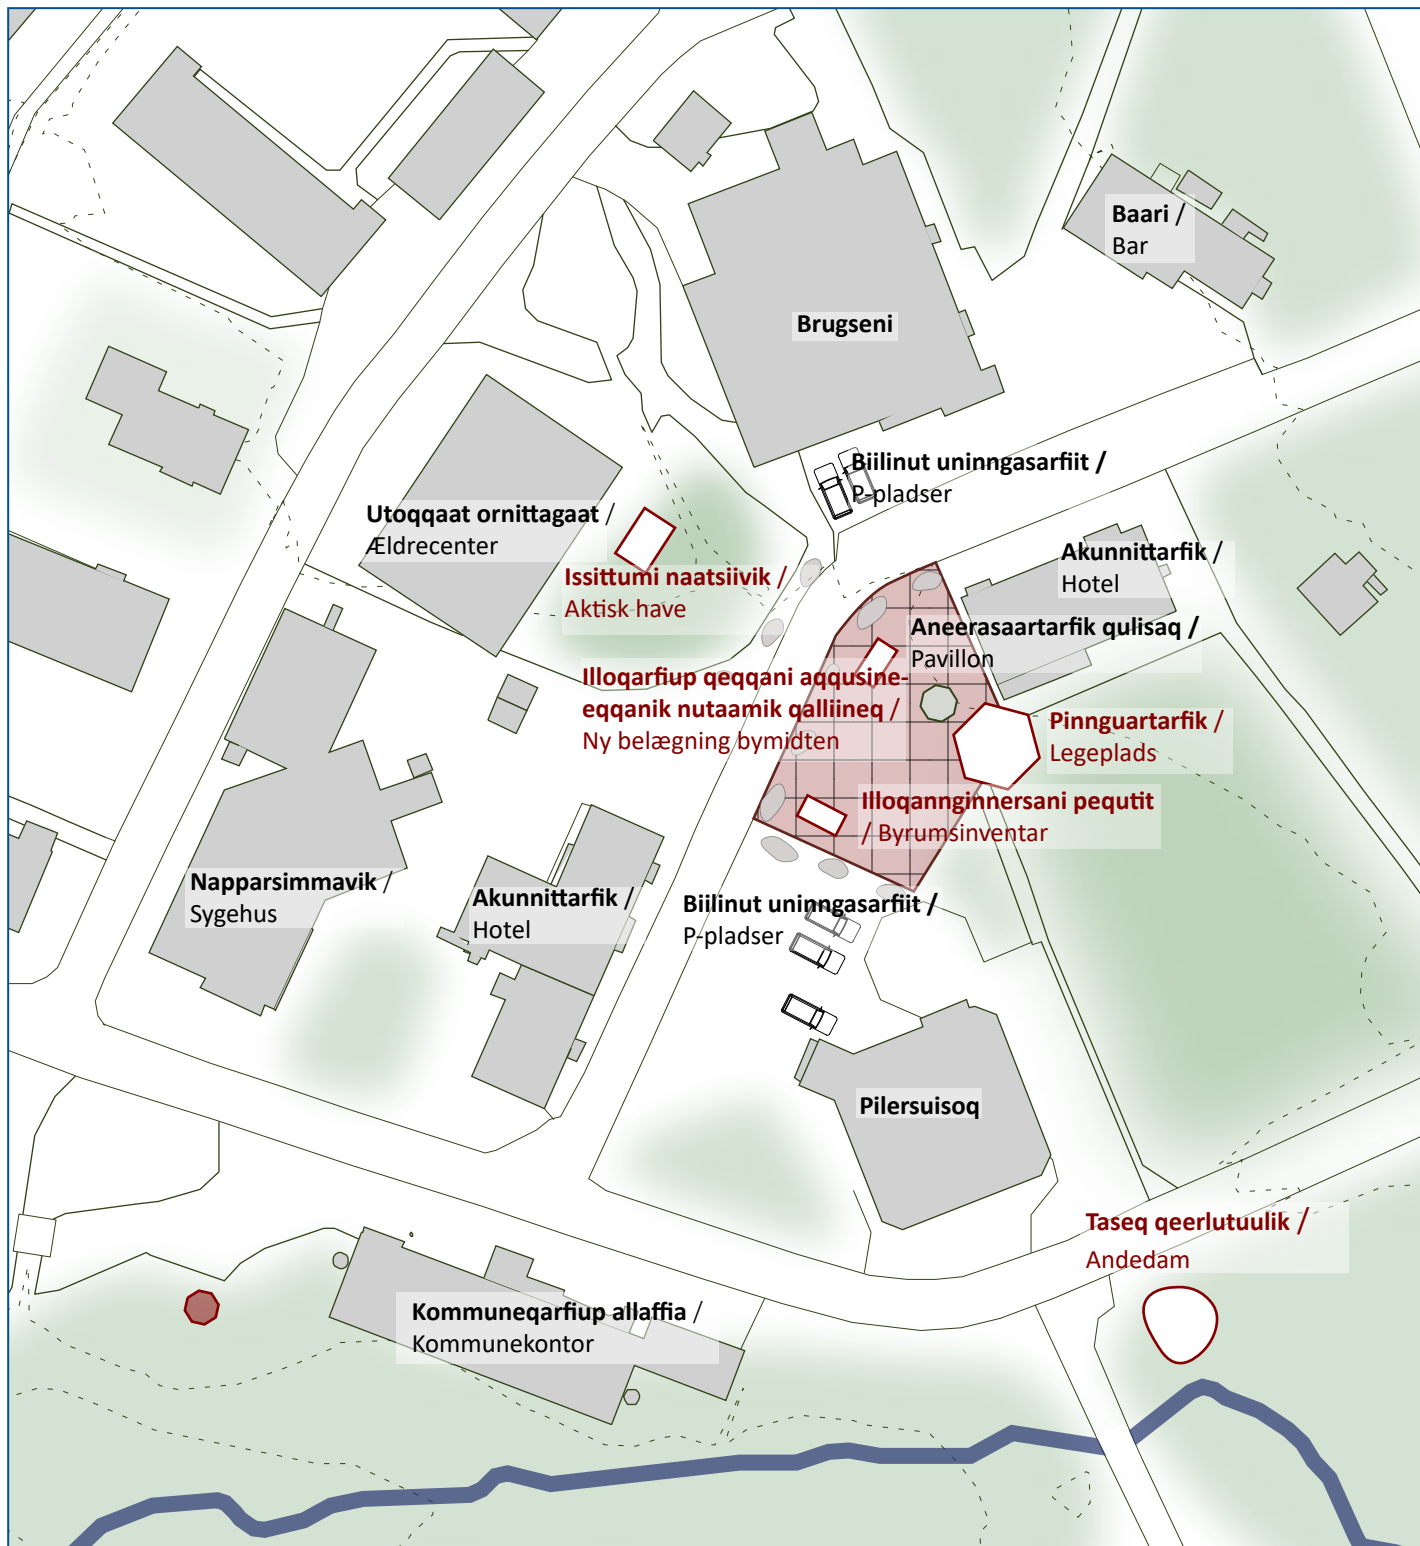 Baari /
Bar
Brugseni
Biilinut uninngasarfiit /
P-pladser
Utoqqaat ornittagaat /
Ældrecenter
Akunnittarfik /
Hotel
Issittumi naatsiivik /
Aktisk have
Aneerasaartarfik qulisaq /
Pavillon
Illoqarfiup qeqqani aqqusine-
eqqanik nutaamik qalliineq /
Ny belægning bymidten
Pinnguartarfik /
Legeplads
Illoqannginnersani pequtit
/ Byrumsinventar
Napparsimmavik /
Sygehus
Akunnittarfik /
Hotel
Biilinut uninngasarfiit /
P-pladser
Pilersuisoq
Taseq qeerlutuulik /
Andedam
Kommuneqarfiup allaffia /
Kommunekontor